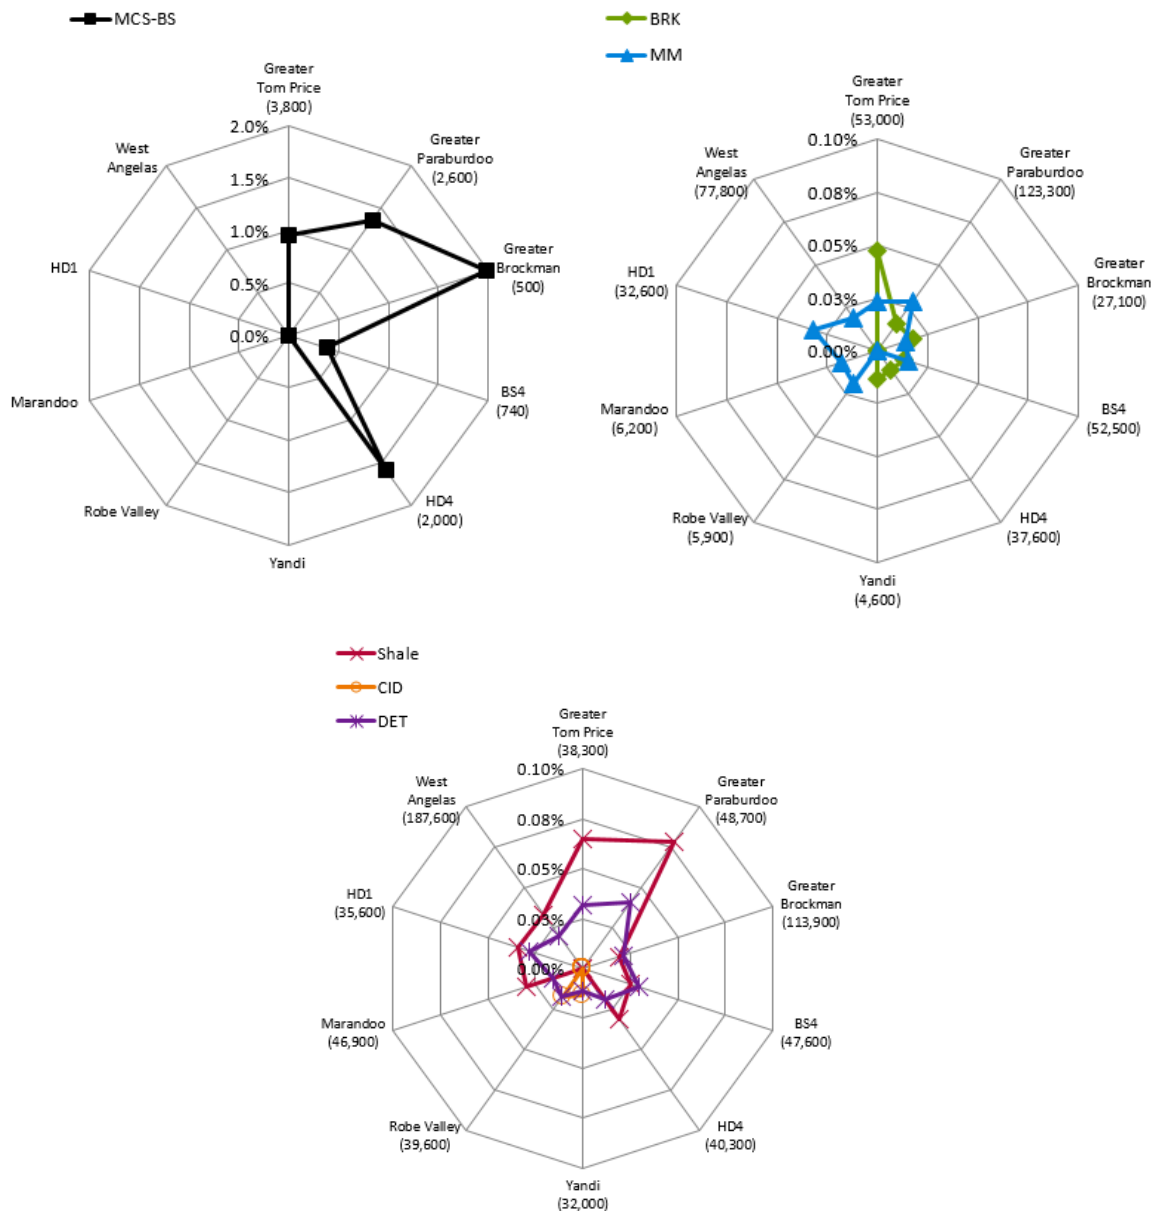 MCS-BS
Greater
Tom Price
(3,800)
2.0%
1.5%
1.0%
0.5%
0.0%
Greater
Paraburdoo
(2,600)
Greater
Brockman
(500)
BS4
(740)
HD4
(2,000)
Yandi
Robe Valley
Marandoo
HD1
West
Angelas
BRK
MM
Greater
Tom Price
(53,000)
0.10%
0.08%
0.05%
0.03%
0.00%
Greater
Paraburdoo
(123,300)
Greater
Brockman
(27,100)
BS4
(52,500)
HD4
(37,600)
Yandi
(4,600)
Robe Valley
(5,900)
Marandoo
(6,200)
HD1
(32,600)
West
Angelas
(77,800)
Shale
CID
DET
Greater
Tom Price
(38,300)
0.10%
0.08%
0.05%
0.03%
0.00%
Greater
Paraburdoo
(48,700)
Greater
Brockman
(113,900)
BS4
(47,600)
HD4
(40,300)
Yandi
(32,000)
Robe Valley
(39,600)
Marandoo
(46,900)
HD1
(35,600)
West
Angelas
(187,600)